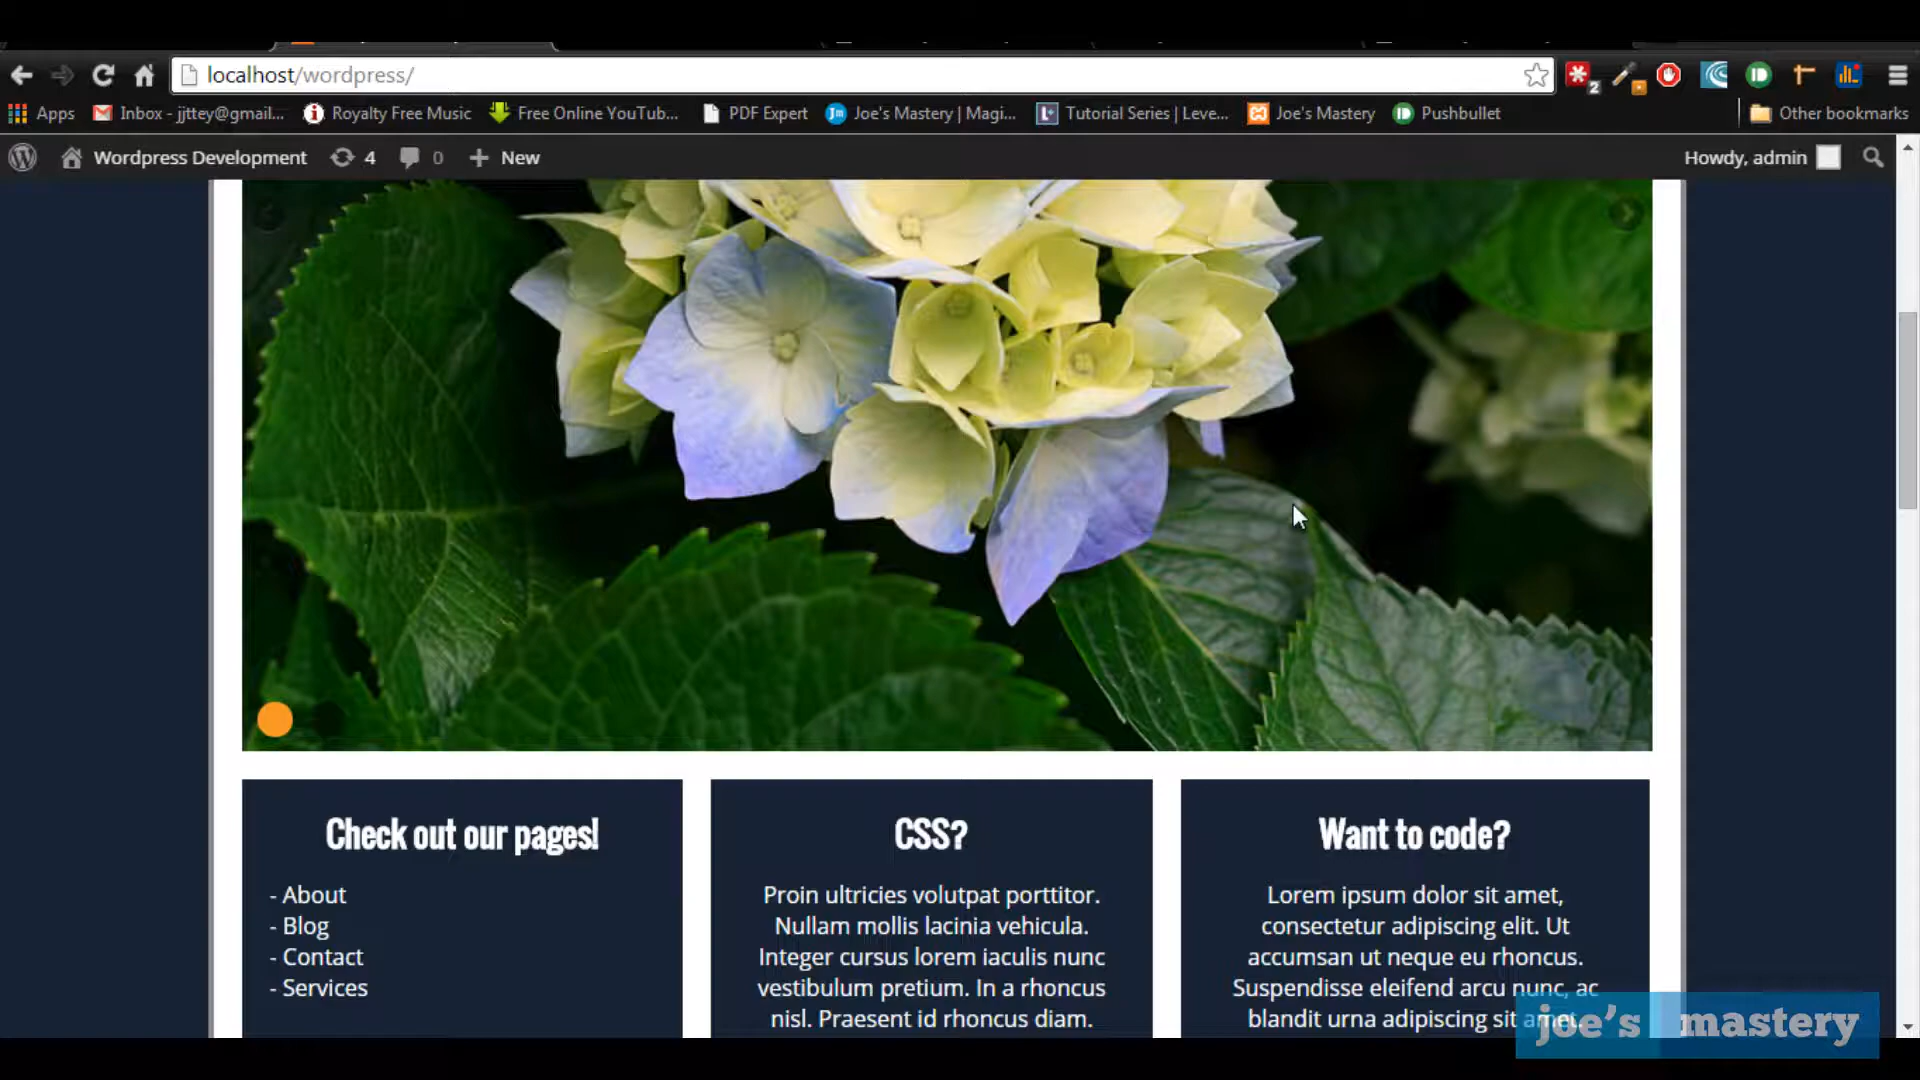 localhost/wordpress/
2
Apps Inbox - jjttey@gmail... Royalty Free Music Free Online YouTub... PDF Expert Joe's Mastery | Magi... Tutorial Series | Leve... Joe's Mastery Pushbullet Other bookmarks
Wordpress Development 4 0 New Howdy, admin
Check out our pages!
- About
- Blog
- Contact
- Services
CSS?
Proin ultricies volutpat porttitor.
Nullam mollis lacinia vehicula.
Integer cursus lorem iaculis nunc
vestibulum pretium. In a rhoncus
nisl. Praesent id rhoncus diam.
Want to code?
Lorem ipsum dolor sit amet,
consectetur adipiscing elit. Ut
accumsan ut neque eu rhoncus.
Suspendisse eleifend arcu nunc, ac
blandit urna adipiscing sit amet.
joe's mastery